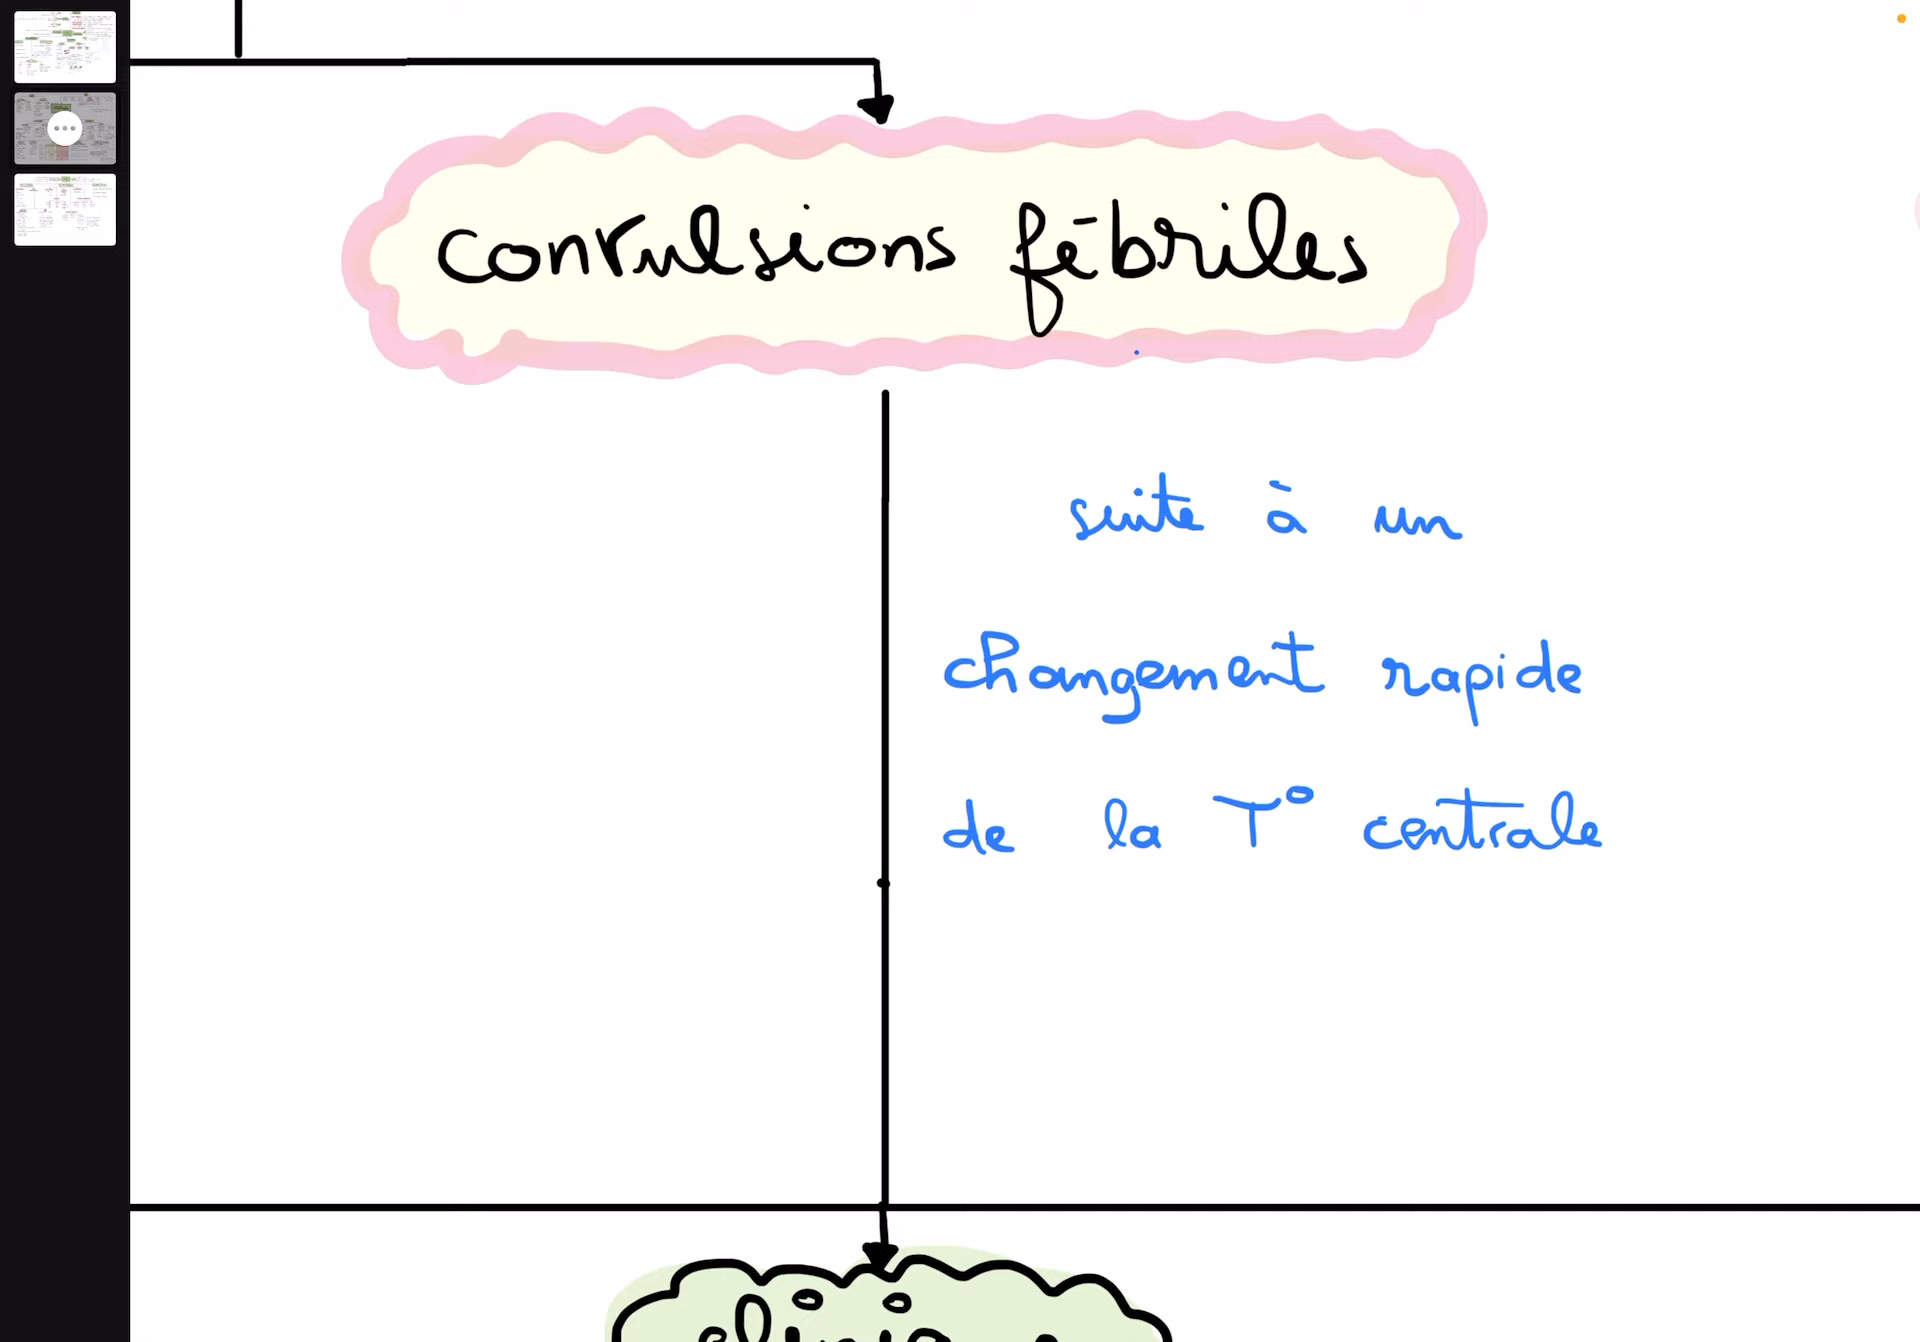 convulsions fébriles
suite à un
changement rapide
de la T° centrale